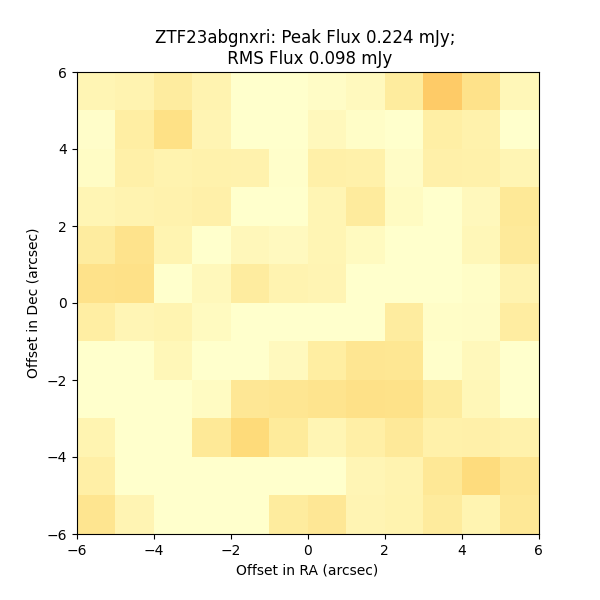 ZTF23abgnxri: Peak Flux 0.224 mJy;
RMS Flux 0.098 mJy
6
4
2
0
−2
−4
−6
Offset in Dec (arcsec)
−6 −4 −2 0 2 4 6
Offset in RA (arcsec)